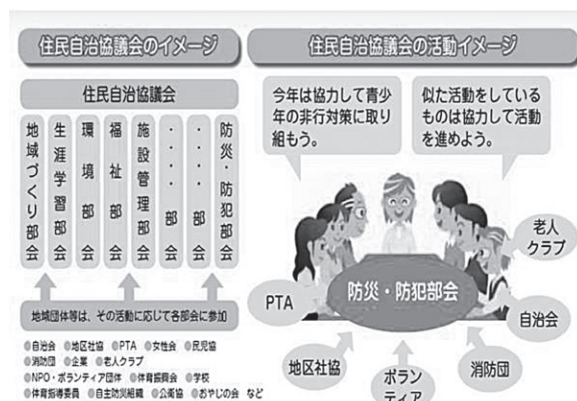 住民自治協議会のイメージ
住民自治協議会
地域づくり部会
生涯学習部会
環境部会
福祉部会
施設管理部会
・・・・部会
・・・・部会
防災・防犯部会
地域団体等は、その活動に応じて各部会に参加
●自治会 ●地区社協 ●PTA ●女性会 ●民児協
●消防団 ●企業 ●老人クラブ
●NPO・ボランティア団体 ●体育振興会 ●学校
●体育指導委員 ●自主防災組織 ●公衛協 ●おやじの会 など
住民自治協議会の活動イメージ
今年は協力して青少
年の非行対策に取り
組もう。
似た活動をしている
ものは協力して活動
を進めよう。
防災・防犯部会
PTA
地区社協
ボラン
ティア
消防団
自治会
老人
クラブ